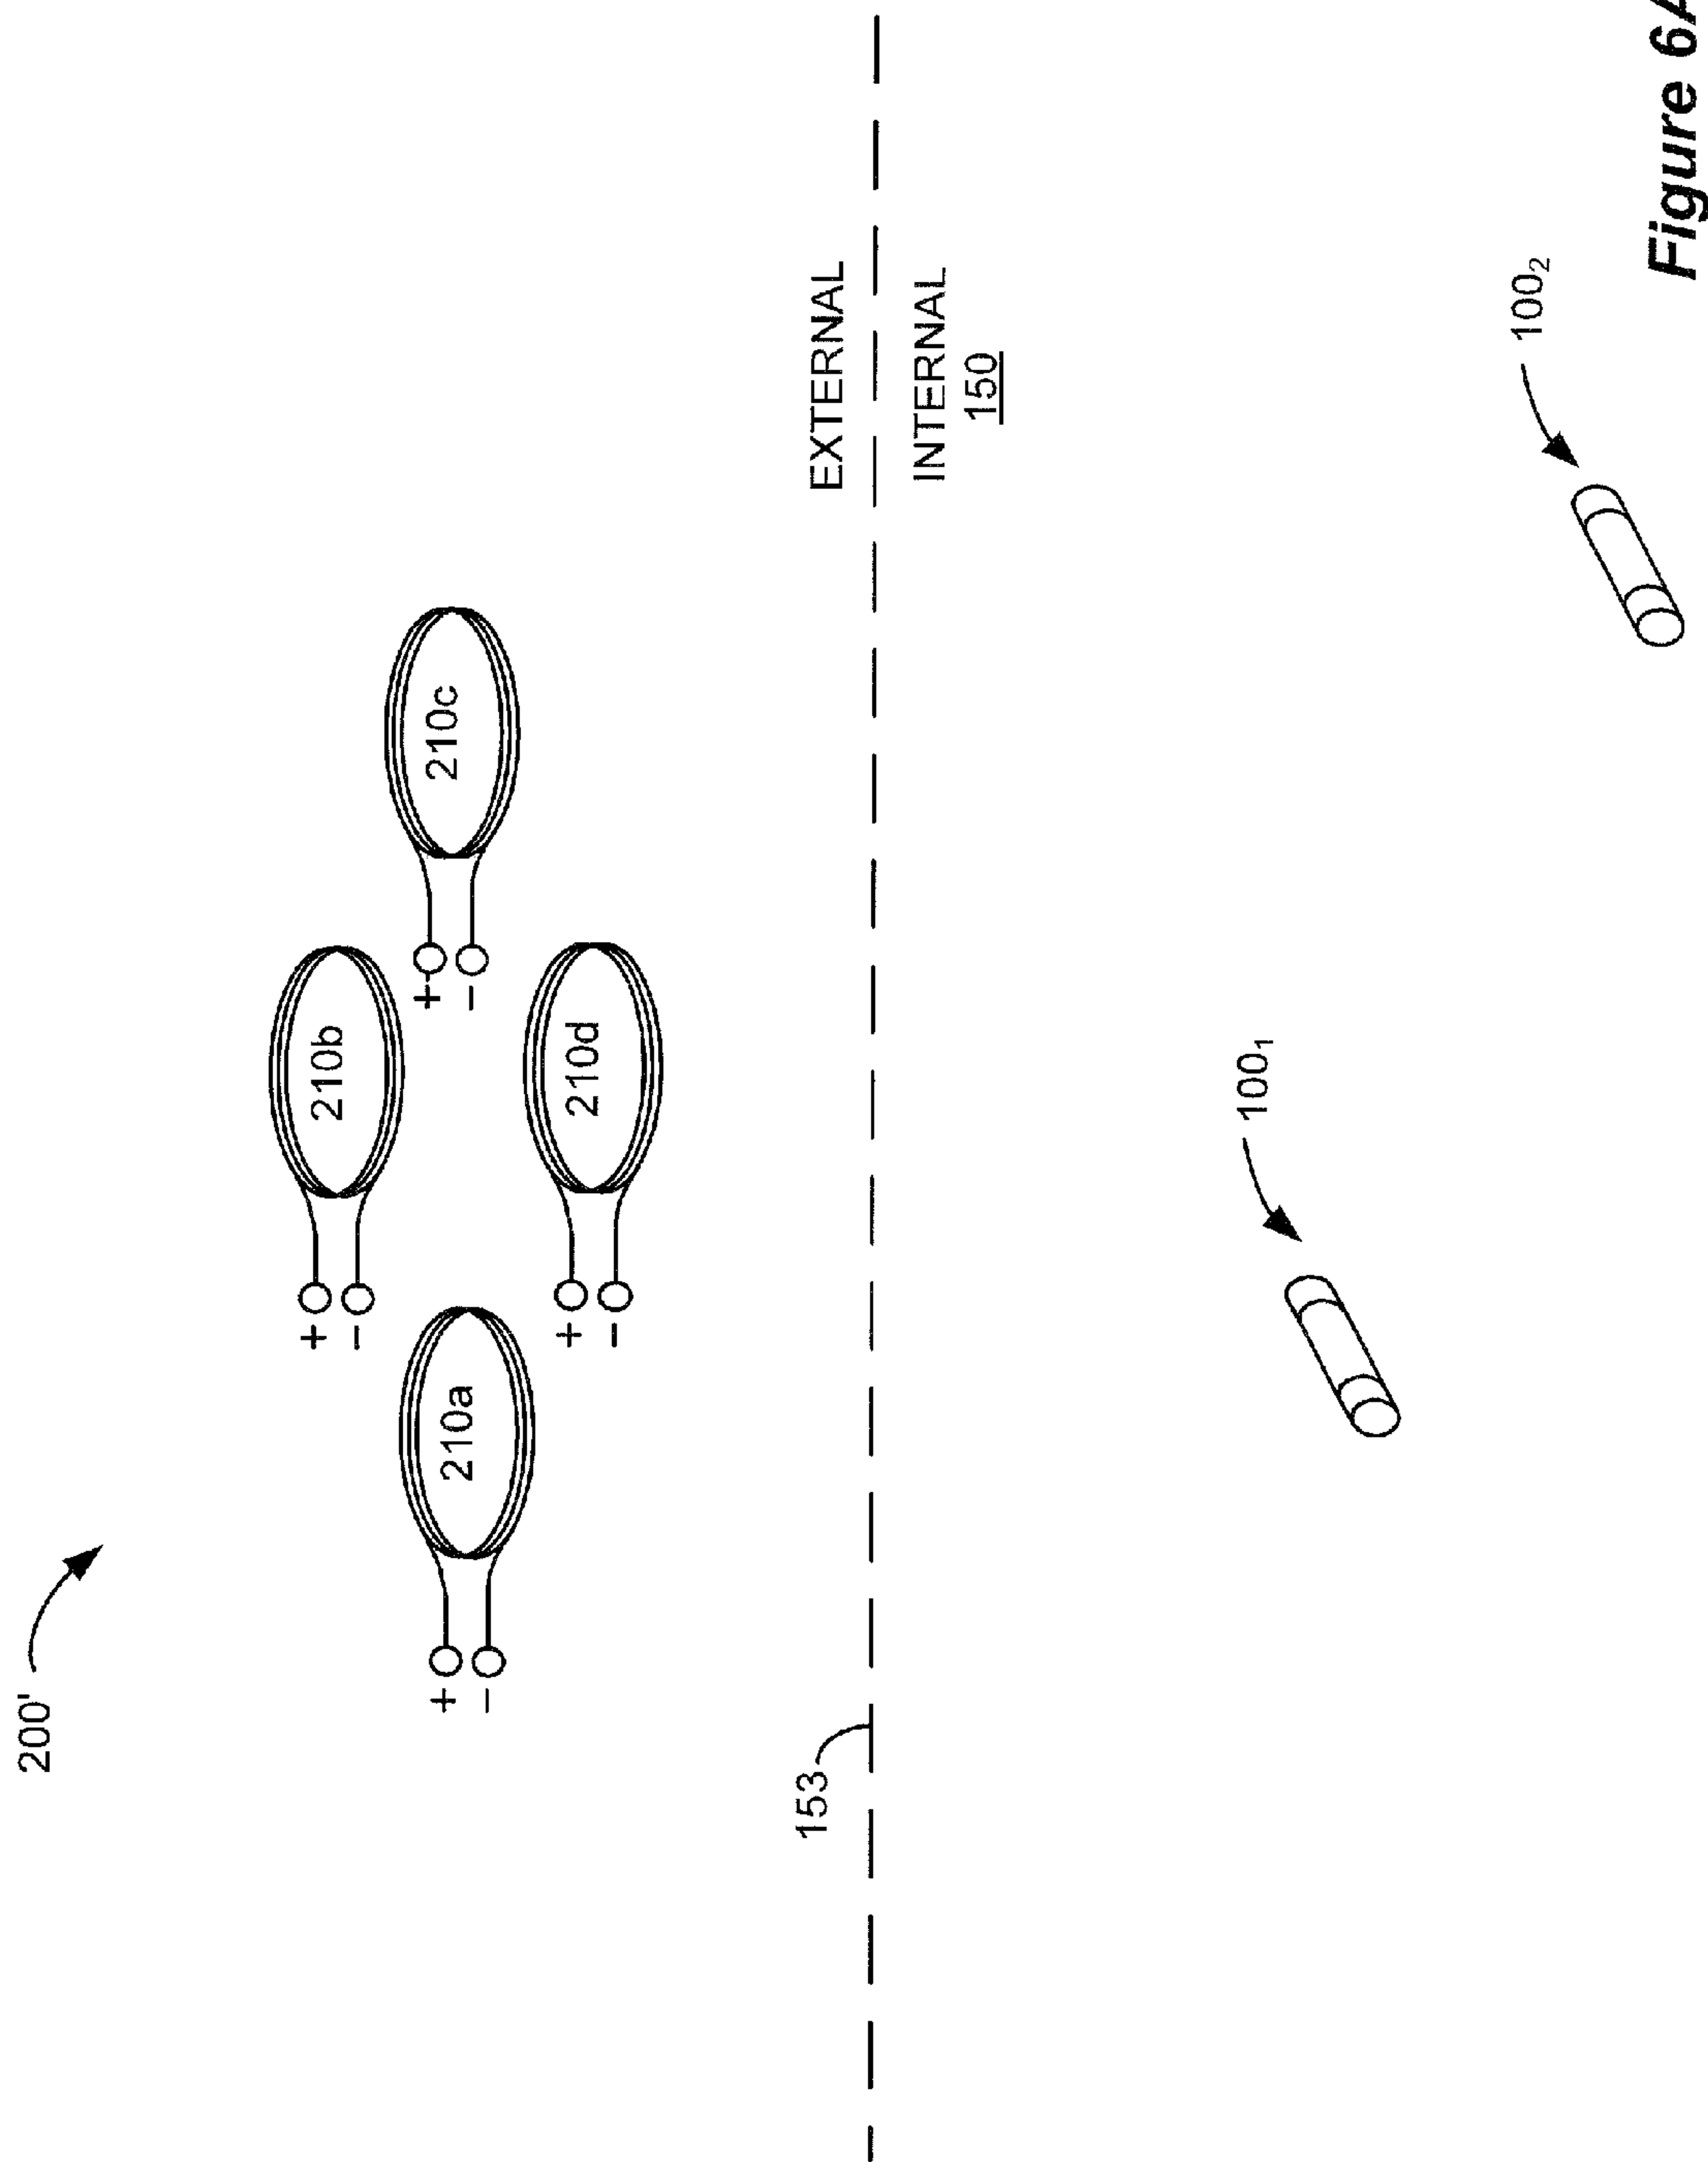 200'
+
−
210b
+
−
210c
+
−
210a
+
−
210d
153
EXTERNAL
INTERNAL
150
100₁
100₂
Figure 6A